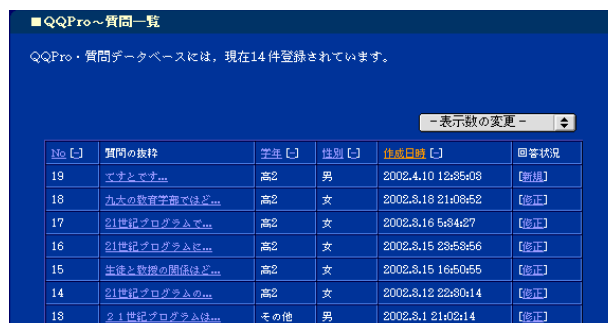 ■QQPro～質問一覧
QQPro・質問データベースには，現在14件登録されています。
－表示数の変更－
No [-] 質問の抜粋 学年 [-] 性別 [-] 作成日時 [-] 回答状況
19 てすとです... 高2 男 2002.4.10 12:35:03 [新規]
18 九大の教育学部ではど... 高2 女 2002.3.18 21:08:52 [修正]
17 21世紀プログラムで... 高2 女 2002.3.16 5:34:27 [修正]
16 21世紀プログラムに... 高2 女 2002.3.15 23:53:56 [修正]
15 生徒と教授の関係はど... 高2 女 2002.3.15 16:50:55 [修正]
14 21世紀プログラムの... 高2 女 2002.3.12 22:30:14 [修正]
13 ２１世紀プログラムは... その他 男 2002.3.1 21:02:14 [修正]